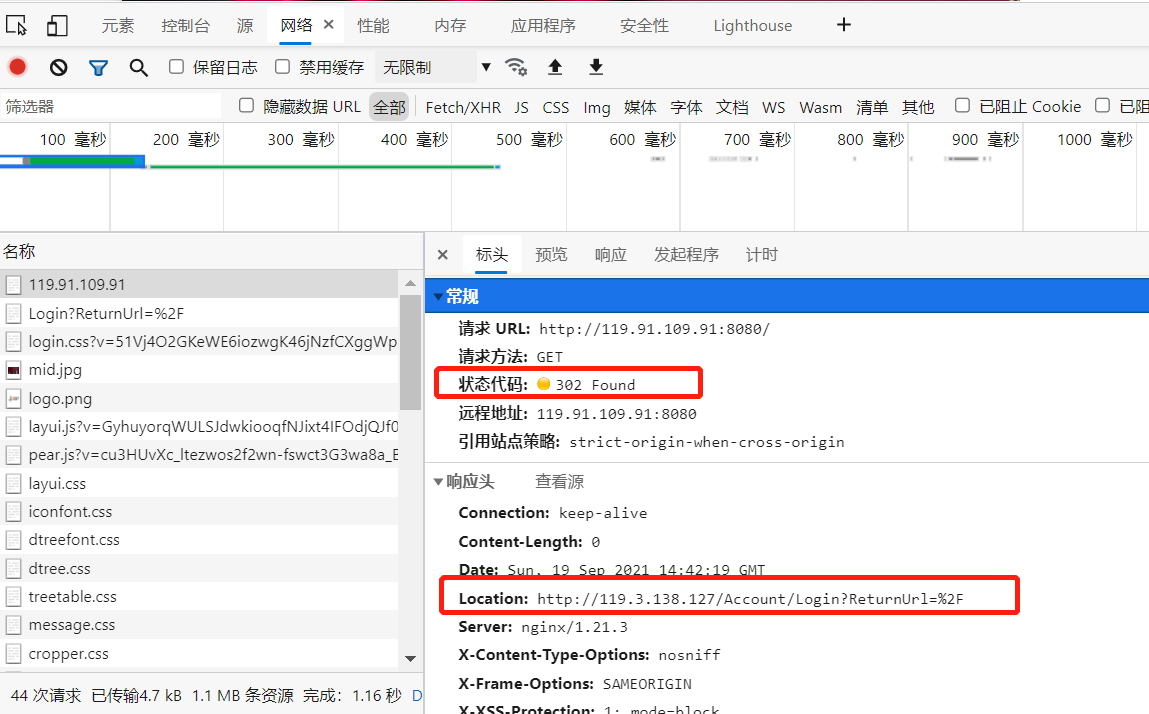 元素 控制台 源 网络 × 性能 内存 应用程序 安全性 Lighthouse +
保留日志 禁用缓存 无限制 ▼
筛选器 隐藏数据 URL 全部 Fetch/XHR JS CSS Img 媒体 字体 文档 WS Wasm 清单 其他 已阻止 Cookie 已阻
100 毫秒 200 毫秒 300 毫秒 400 毫秒 500 毫秒 600 毫秒 700 毫秒 800 毫秒 900 毫秒 1000 毫秒
名称
119.91.109.91
Login?ReturnUrl=%2F
login.css?v=51Vj4O2GKeWE6iozwgK46jNzfCXggWp
mid.jpg
logo.png
layui.js?v=GyhuyorqWULSJdwkiooqfNJixt4IFOdjQJf0
pear.js?v=cu3HUvXc_ltezwos2f2wn-fswct3G3wa8a_E
layui.css
iconfont.css
dtreefont.css
dtree.css
treetable.css
message.css
cropper.css
44 次请求 已传输4.7 kB 1.1 MB 条资源 完成: 1.16 秒 D
× 标头 预览 响应 发起程序 计时
▼常规
请求 URL: http://119.91.109.91:8080/
请求方法: GET
状态代码: 302 Found
远程地址: 119.91.109.91:8080
引用站点策略: strict-origin-when-cross-origin
▼响应头 查看源
Connection: keep-alive
Content-Length: 0
Date: Sun, 19 Sep 2021 14:42:19 GMT
Location: http://119.3.138.127/Account/Login?ReturnUrl=%2F
Server: nginx/1.21.3
X-Content-Type-Options: nosniff
X-Frame-Options: SAMEORIGIN
X-XSS-Protection: 1; mode=block